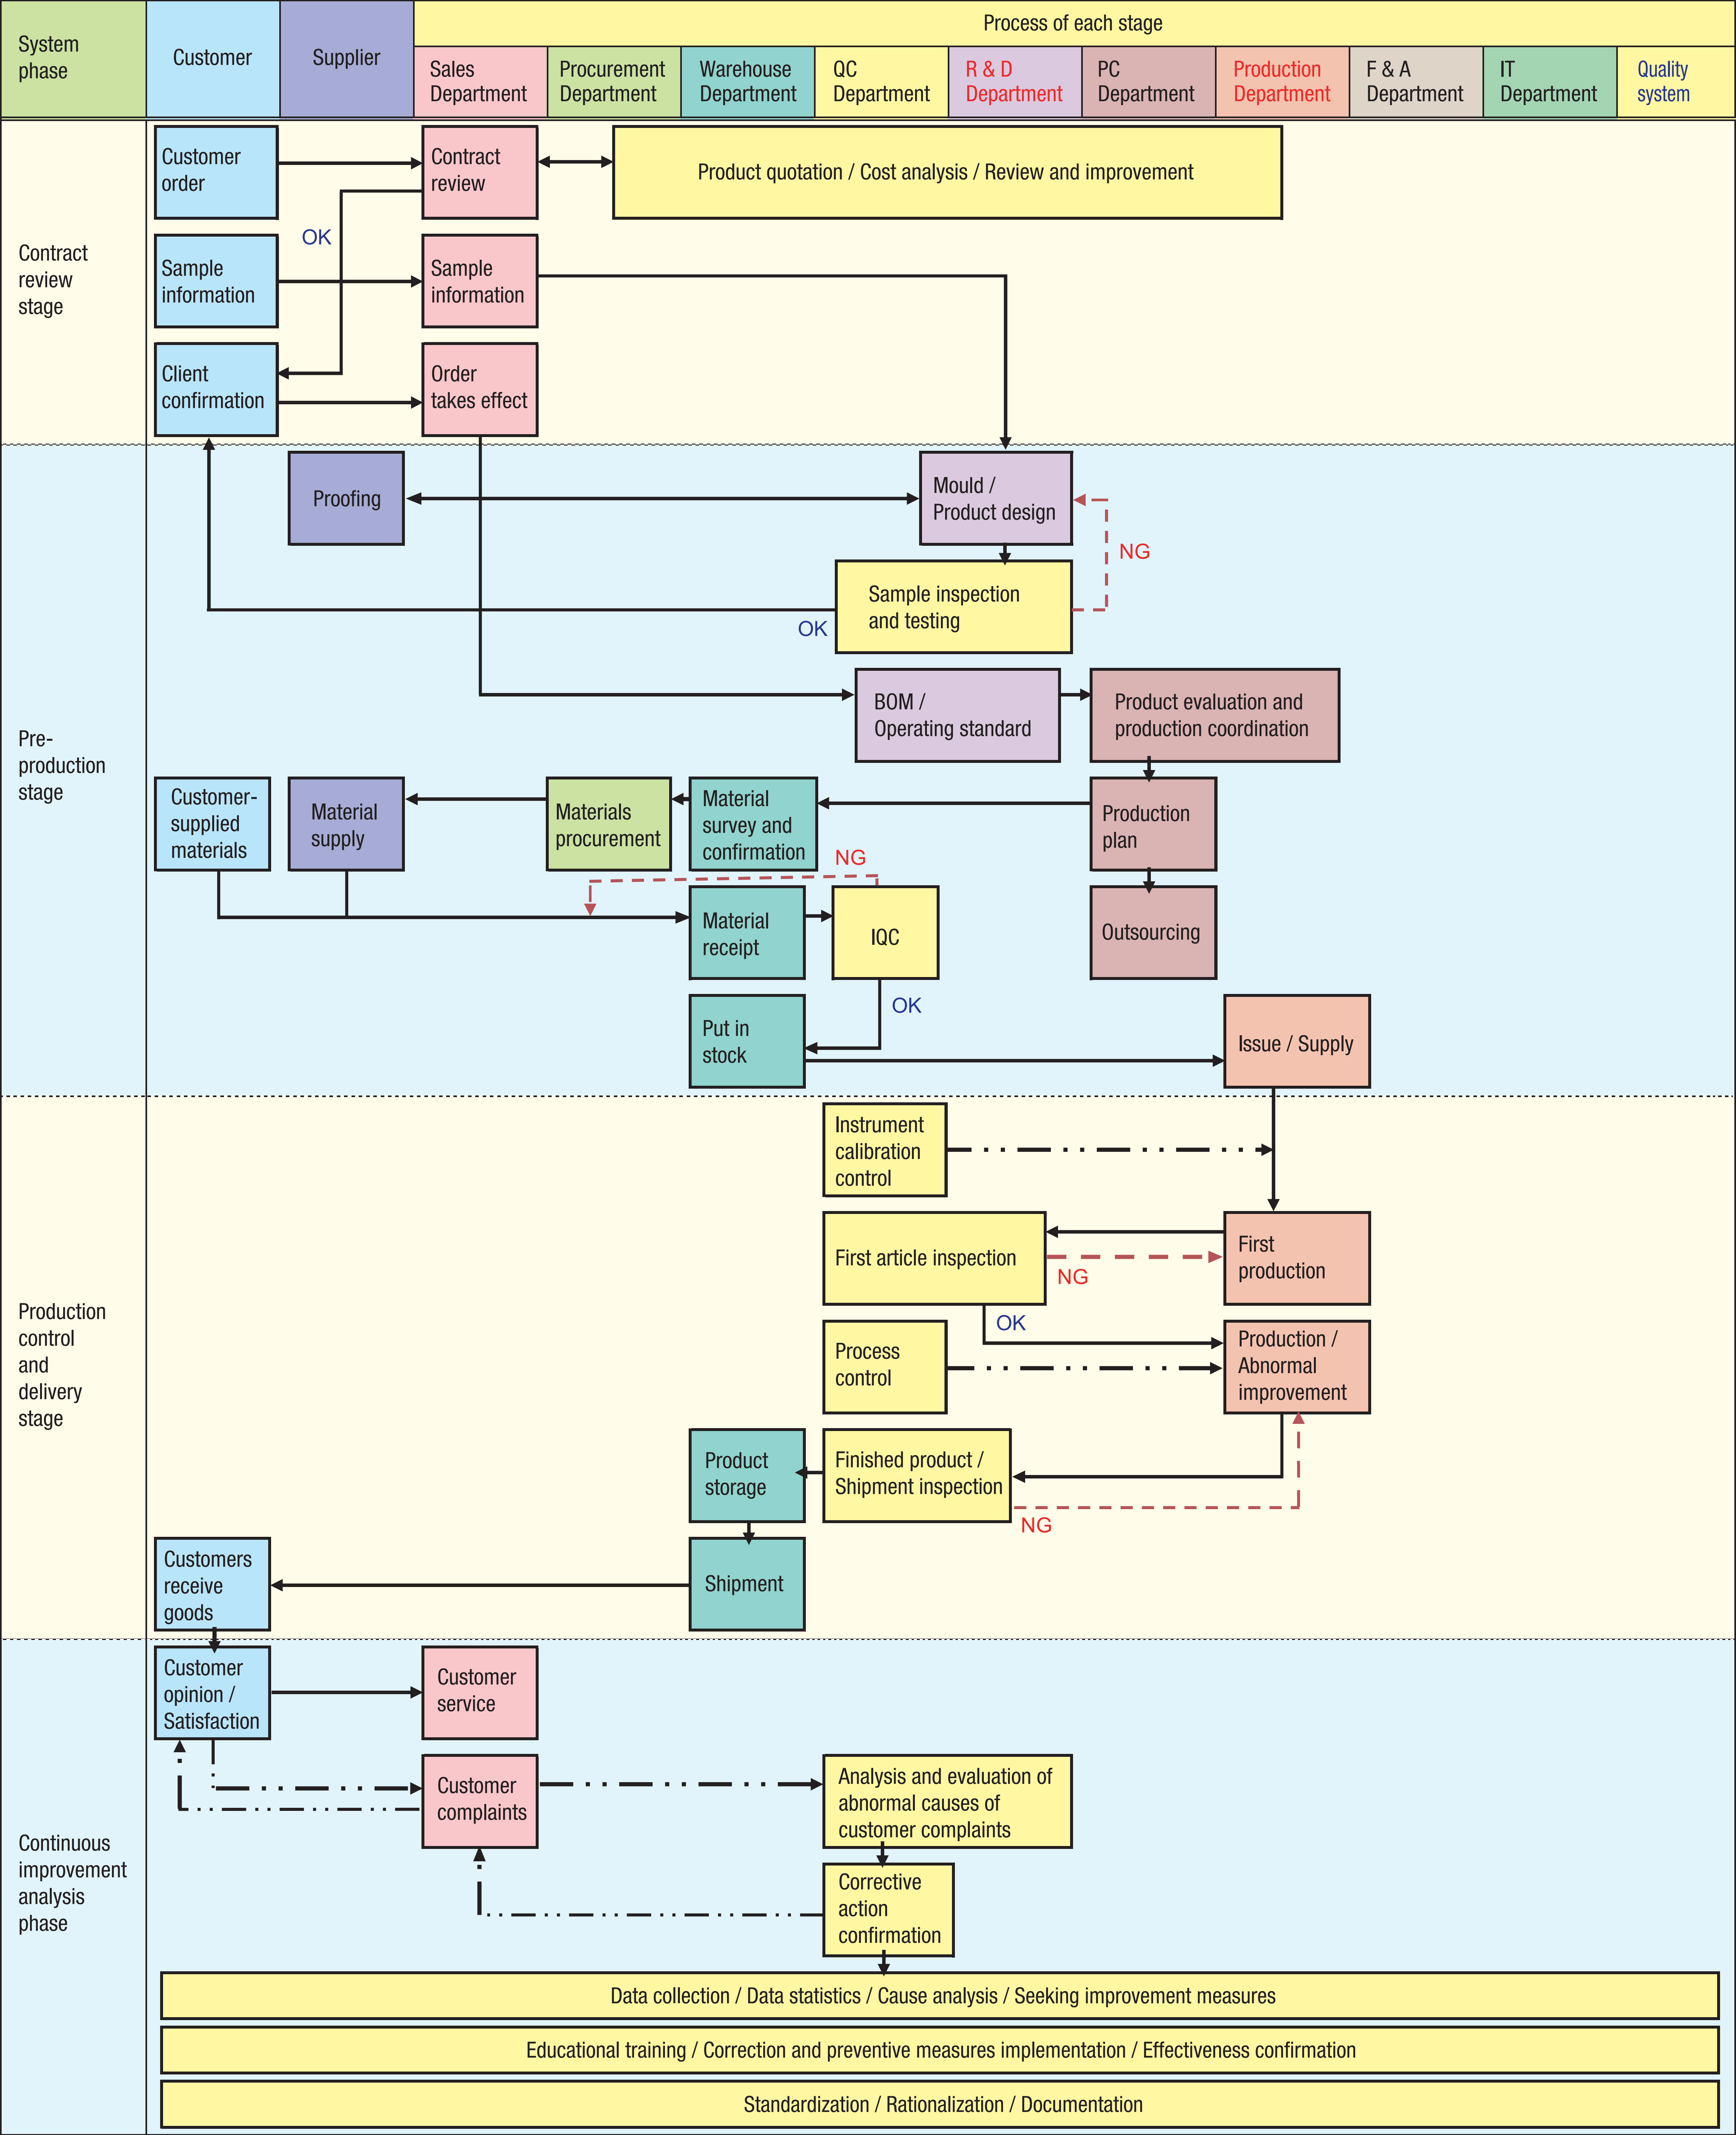 System
phase
Customer
Supplier
Process of each stage
Sales
Department
Procurement
Department
Warehouse
Department
QC
Department
R & D
Department
PC
Department
Production
Department
F & A
Department
IT
Department
Quality
system
Contract
review
stage
Customer
order
Contract
review
Product quotation / Cost analysis / Review and improvement
OK
Sample
information
Sample
information
Client
confirmation
Order
takes effect
Pre-
production
stage
Proofing
Mould /
Product design
NG
Sample inspection
and testing
OK
BOM /
Operating standard
Product evaluation and
production coordination
Customer-
supplied
materials
Material
supply
Materials
procurement
Material
survey and
confirmation
Production
plan
NG
Material
receipt
IQC
Outsourcing
OK
Put in
stock
Issue / Supply
Production
control
and
delivery
stage
Instrument
calibration
control
First article inspection
NG
First
production
OK
Process
control
Production /
Abnormal
improvement
Product
storage
Finished product /
Shipment inspection
NG
Customers
receive
goods
Shipment
Continuous
improvement
analysis
phase
Customer
opinion /
Satisfaction
Customer
service
Customer
complaints
Analysis and evaluation of
abnormal causes of
customer complaints
Corrective
action
confirmation
Data collection / Data statistics / Cause analysis / Seeking improvement measures
Educational training / Correction and preventive measures implementation / Effectiveness confirmation
Standardization / Rationalization / Documentation